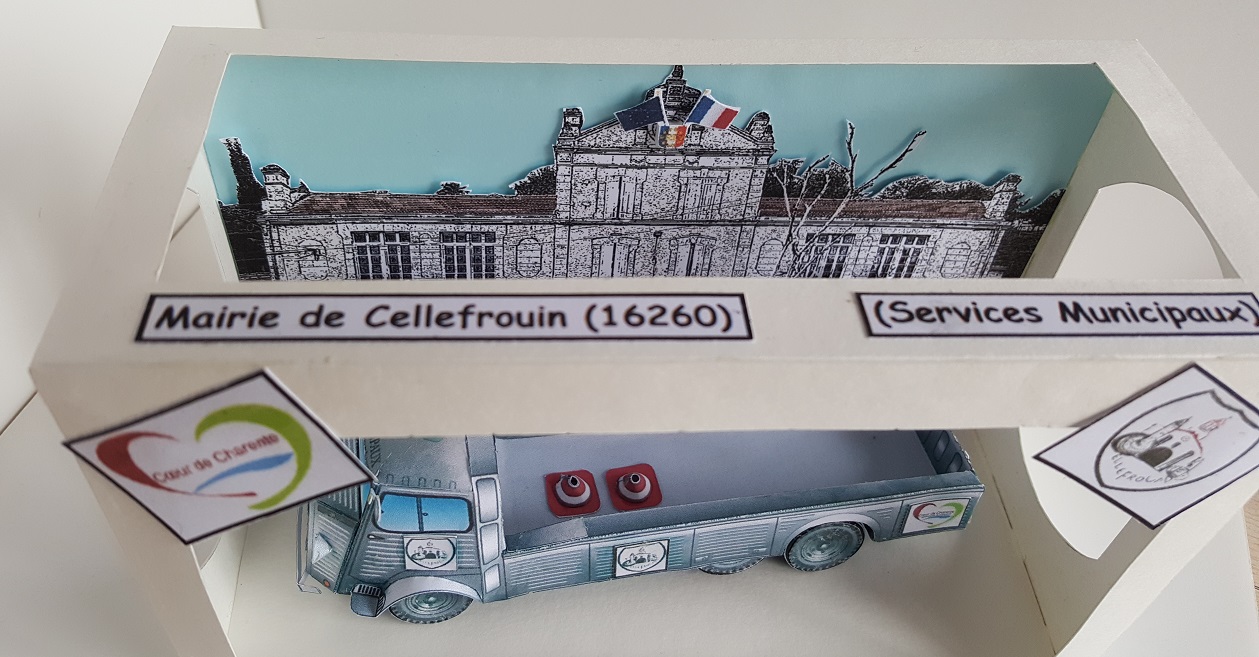 Mairie de Cellefrouin (16260)
(Services Municipaux)
Cœur de Charente